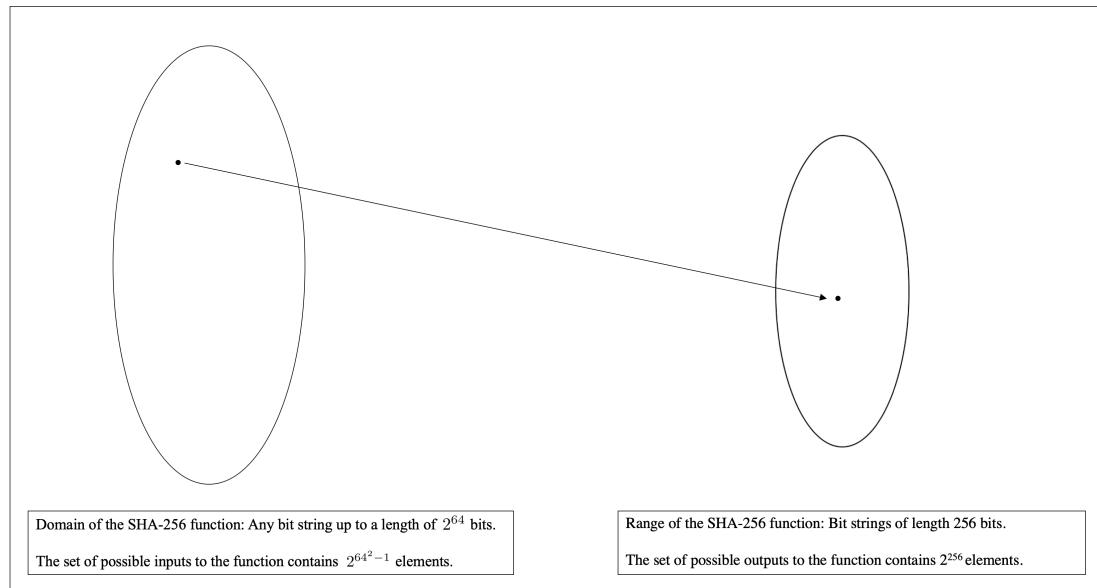 Domain of the SHA-256 function: Any bit string up to a length of 2^64 bits.
The set of possible inputs to the function contains 2^64^2−1 elements.
Range of the SHA-256 function: Bit strings of length 256 bits.
The set of possible outputs to the function contains 2^256 elements.